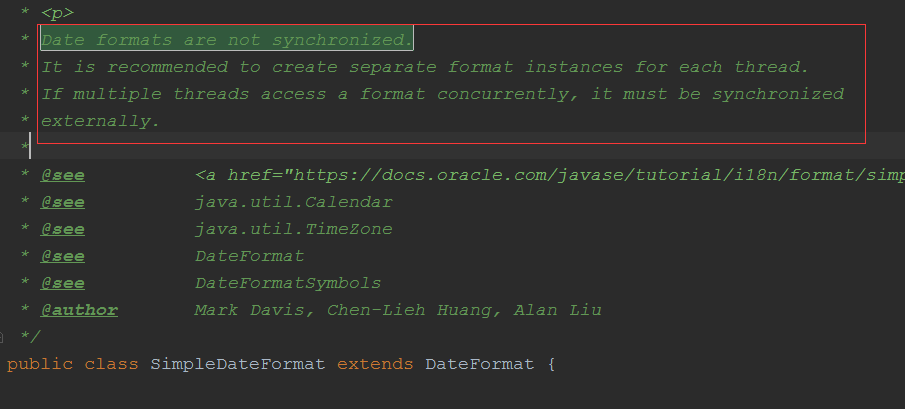 * <p>
* Date formats are not synchronized.
* It is recommended to create separate format instances for each thread.
* If multiple threads access a format concurrently, it must be synchronized
* externally.
*
* @see <a href="https://docs.oracle.com/javase/tutorial/i18n/format/simp
* @see java.util.Calendar
* @see java.util.TimeZone
* @see DateFormat
* @see DateFormatSymbols
* @author Mark Davis, Chen-Lieh Huang, Alan Liu
*/
public class SimpleDateFormat extends DateFormat {